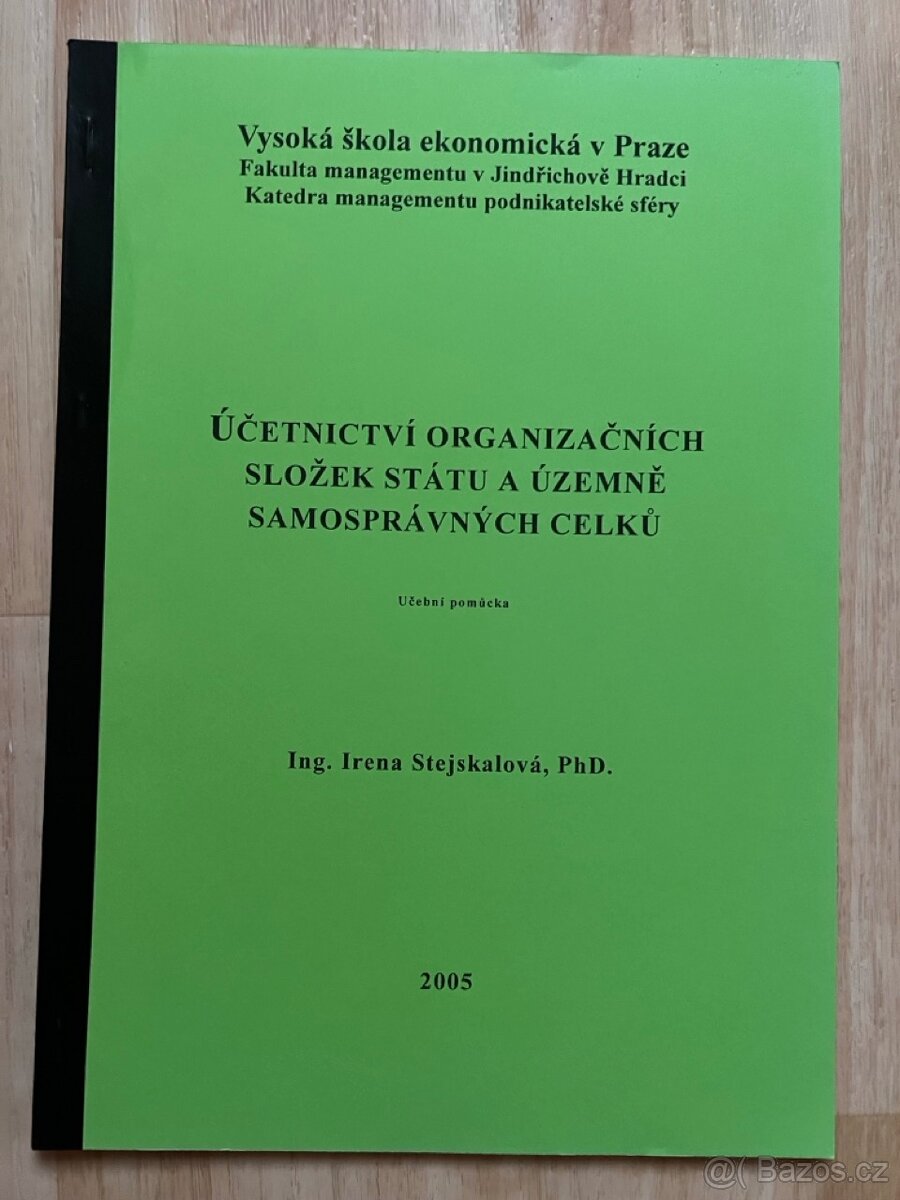 Vysoká škola ekonomická v Praze
Fakulta managementu v Jindřichově Hradci
Katedra managementu podnikatelské sféry
ÚČETNICTVÍ ORGANIZAČNÍCH
SLOŽEK STÁTU A ÚZEMNĚ
SAMOSPRÁVNÝCH CELKŮ
Učební pomůcka
Ing. Irena Stejskalová, PhD.
2005
@( Bazos.cz